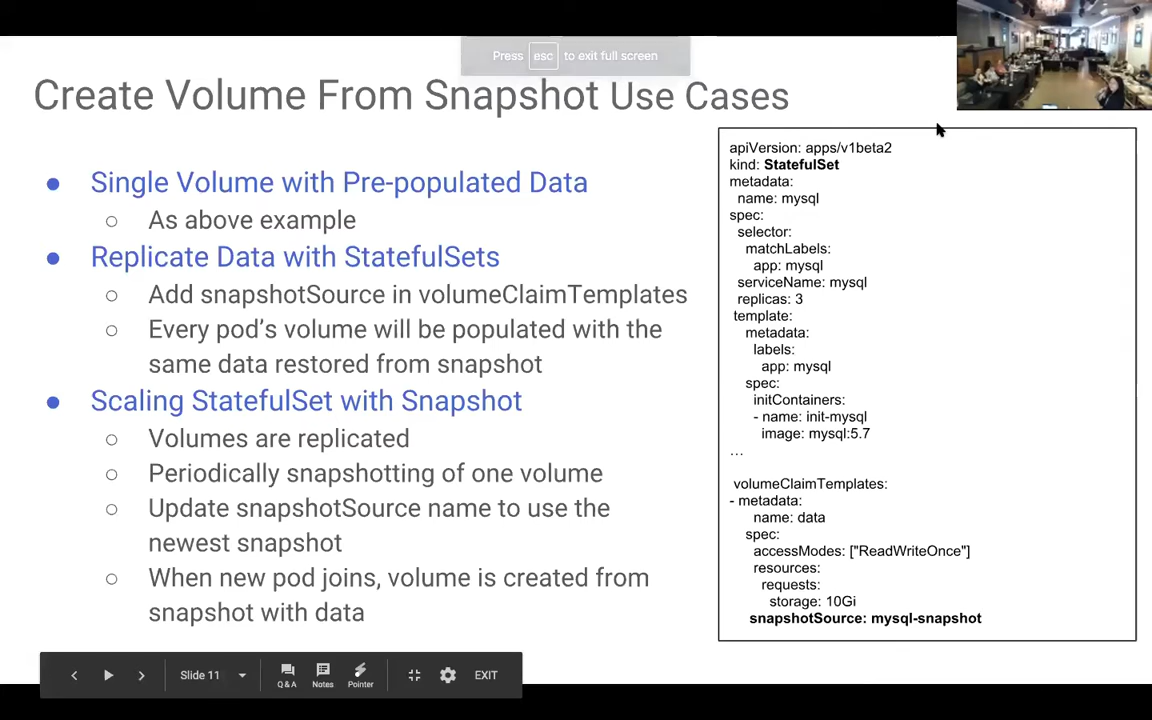 Press esc to exit full screen
Create Volume From Snapshot Use Cases
● Single Volume with Pre-populated Data
○ As above example
● Replicate Data with StatefulSets
○ Add snapshotSource in volumeClaimTemplates
○ Every pod's volume will be populated with the
same data restored from snapshot
● Scaling StatefulSet with Snapshot
○ Volumes are replicated
○ Periodically snapshotting of one volume
○ Update snapshotSource name to use the
newest snapshot
○ When new pod joins, volume is created from
snapshot with data
apiVersion: apps/v1beta2
kind: StatefulSet
metadata:
name: mysql
spec:
selector:
matchLabels:
app: mysql
serviceName: mysql
replicas: 3
template:
metadata:
labels:
app: mysql
spec:
initContainers:
- name: init-mysql
image: mysql:5.7
…
volumeClaimTemplates:
- metadata:
name: data
spec:
accessModes: ["ReadWriteOnce"]
resources:
requests:
storage: 10Gi
snapshotSource: mysql-snapshot
Slide 11
Q & A
Notes
Pointer
EXIT